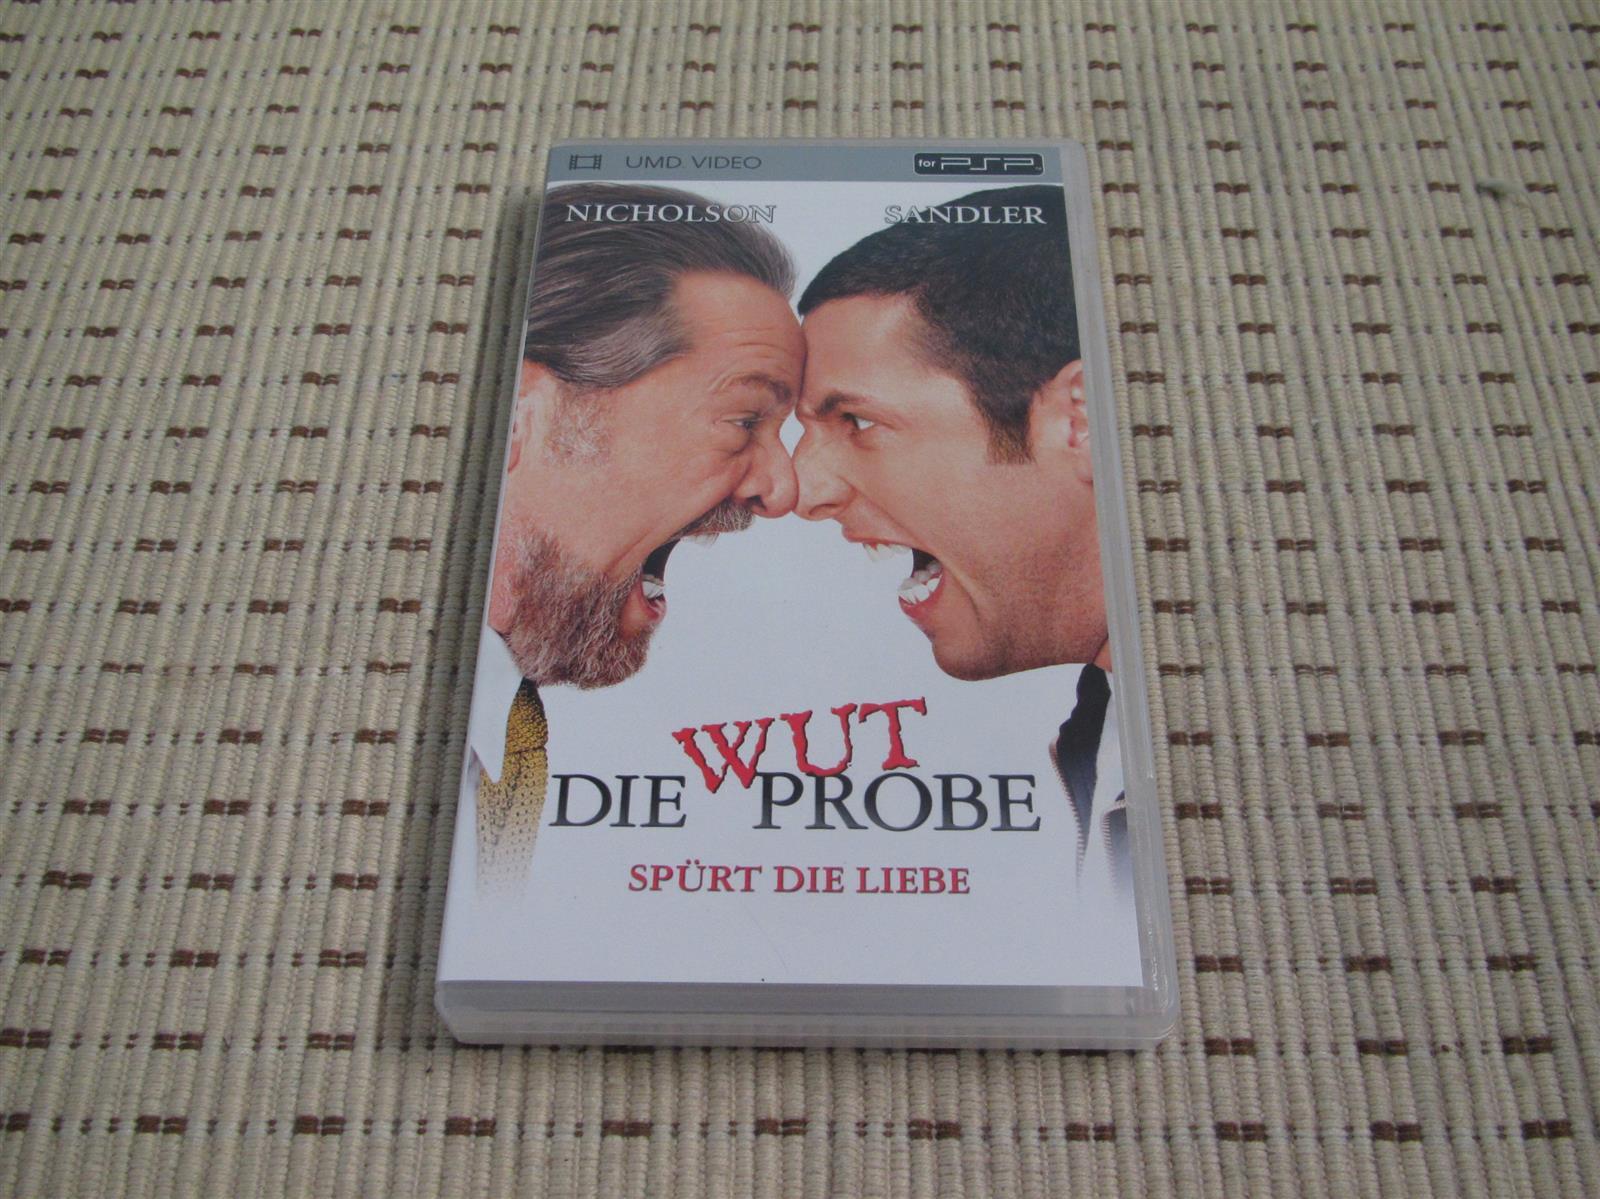 UMD VIDEO for PSP
NICHOLSON SANDLER
DIE WUT PROBE
SPÜRT DIE LIEBE